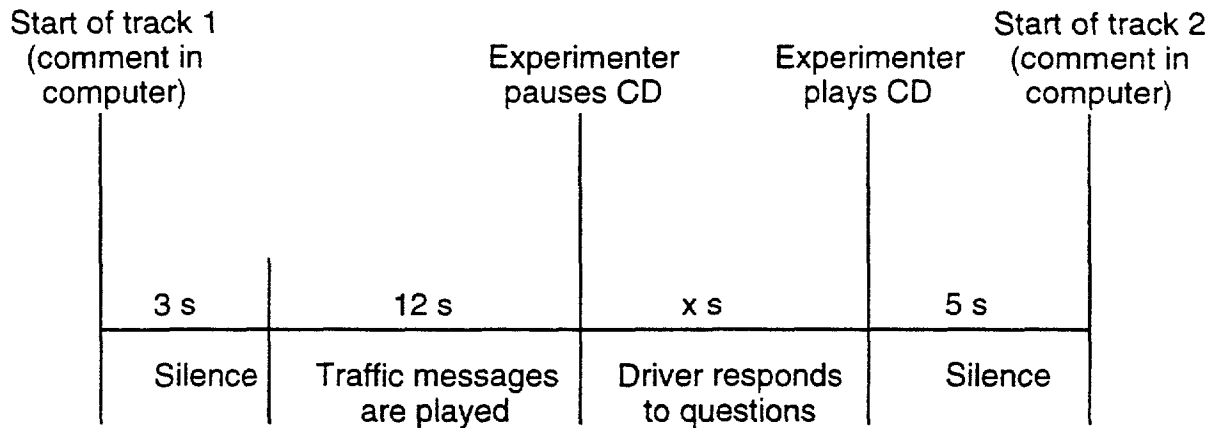 Start of track 1
(comment in
computer)
Experimenter
pauses CD
Experimenter
plays CD
Start of track 2
(comment in
computer)
3 s
12 s
x s
5 s
Silence
Traffic messages
are played
Driver responds
to questions
Silence